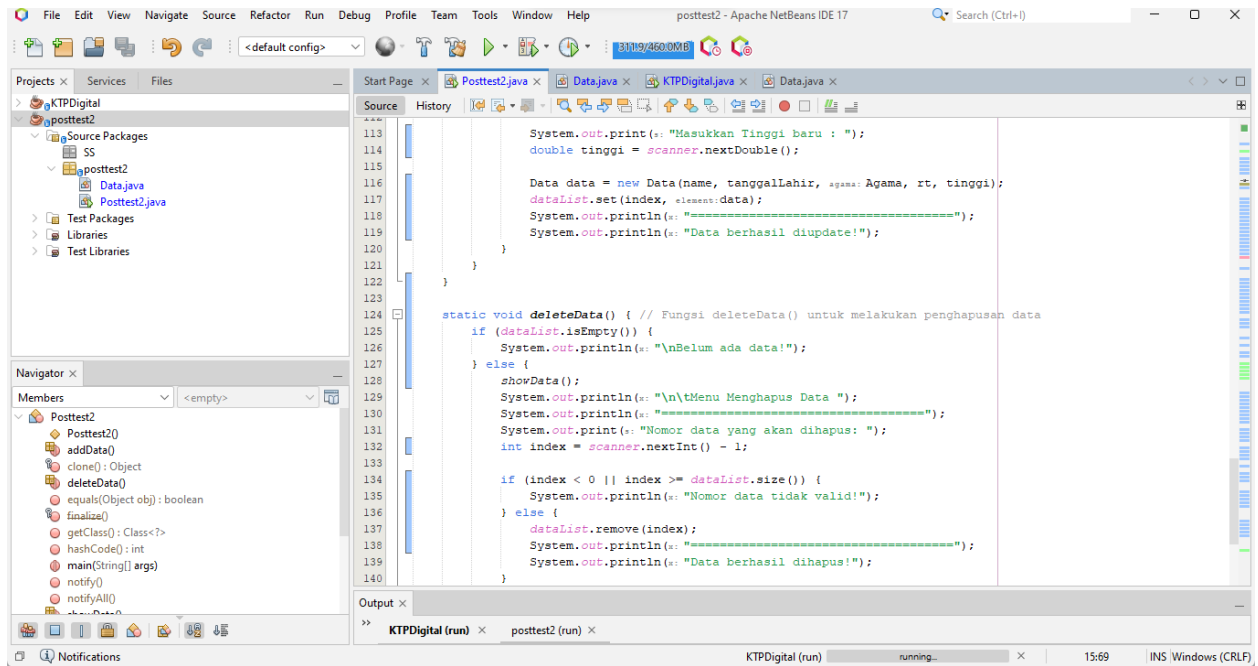 File Edit View Navigate Source Refactor Run Debug Profile Team Tools Window Help posttest2 - Apache NetBeans IDE 17 Search (Ctrl+I)
<default config> 311.9/460.0MB
Projects Services Files
KTPDigital
posttest2
Source Packages
SS
posttest2
Data.java
Posttest2.java
Test Packages
Libraries
Test Libraries
Navigator
Members <empty>
Posttest2
Posttest2()
addData()
clone() : Object
deleteData()
equals(Object obj) : boolean
finalize()
getClass() : Class<?>
hashCode() : int
main(String[] args)
notify()
notifyAll()
showData()
Start Page Posttest2.java Data.java KTPDigital.java Data.java
Source History
112
113 System.out.print(s: "Masukkan Tinggi baru : ");
114 double tinggi = scanner.nextDouble();
115
116 Data data = new Data(name, tanggalLahir, agama: Agama, rt, tinggi);
117 dataList.set(index, element: data);
118 System.out.println(x: "====================================");
119 System.out.println(x: "Data berhasil diupdate!");
120 }
121 }
122 }
123
124 static void deleteData() { // Fungsi deleteData() untuk melakukan penghapusan data
125 if (dataList.isEmpty()) {
126 System.out.println(x: "\nBelum ada data!");
127 } else {
128 showData();
129 System.out.println(x: "\n\tMenu Menghapus Data ");
130 System.out.println(x: "====================================");
131 System.out.print(s: "Nomor data yang akan dihapus: ");
132 int index = scanner.nextInt() - 1;
133
134 if (index < 0 || index >= dataList.size()) {
135 System.out.println(x: "Nomor data tidak valid!");
136 } else {
137 dataList.remove(index);
138 System.out.println(x: "====================================");
139 System.out.println(x: "Data berhasil dihapus!");
140 }
Output
KTPDigital (run) posttest2 (run)
Notifications KTPDigital (run) running... 15:69 INS Windows (CRLF)